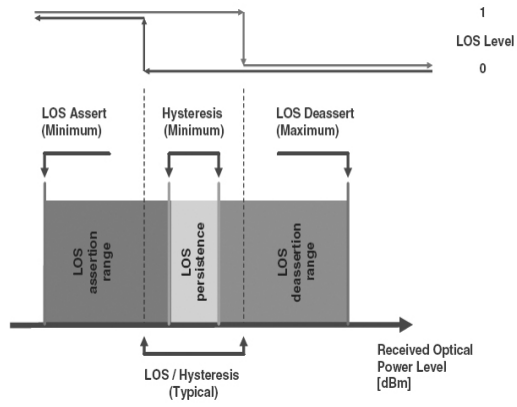 1
LOS Level
0
LOS Assert
(Minimum)
Hysteresis
(Minimum)
LOS Deassert
(Maximum)
LOS
assertion
range
LOS
persistence
LOS
deassertion
range
Received Optical
Power Level
[dBm]
LOS / Hysteresis
(Typical)